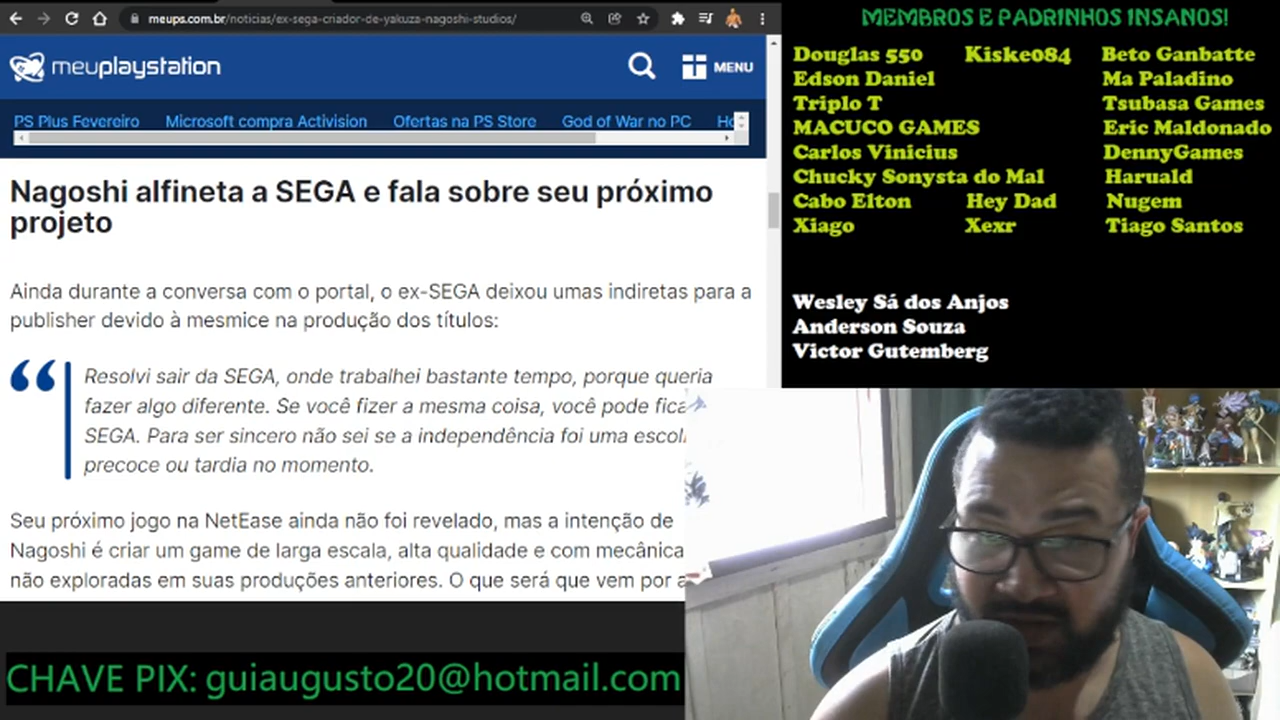 meups.com.br/noticias/ex-sega-criador-de-yakuza-nagoshi-studios/
meuplaystation
MENU
PS Plus Fevereiro Microsoft compra Activision Ofertas na PS Store God of War no PC
Nagoshi alfineta a SEGA e fala sobre seu próximo
projeto
Ainda durante a conversa com o portal, o ex-SEGA deixou umas indiretas para a
publisher devido à mesmice na produção dos títulos:
Resolvi sair da SEGA, onde trabalhei bastante tempo, porque queria
fazer algo diferente. Se você fizer a mesma coisa, você pode fica
SEGA. Para ser sincero não sei se a independência foi uma escol
precoce ou tardia no momento.
Seu próximo jogo na NetEase ainda não foi revelado, mas a intenção de
Nagoshi é criar um game de larga escala, alta qualidade e com mecânica
não exploradas em suas produções anteriores. O que será que vem por a
CHAVE PIX: guiaugusto20@hotmail.com
MEMBROS E PADRINHOS INSANOS!
Douglas 550 Kiske084 Beto Ganbatte
Edson Daniel Ma Paladino
Triplo T Tsubasa Games
MACUCO GAMES Eric Maldonado
Carlos Vinicius DennyGames
Chucky Sonysta do Mal Haruald
Cabo Elton Hey Dad Nugem
Xiago Xexr Tiago Santos
Wesley Sá dos Anjos
Anderson Souza
Victor Gutemberg